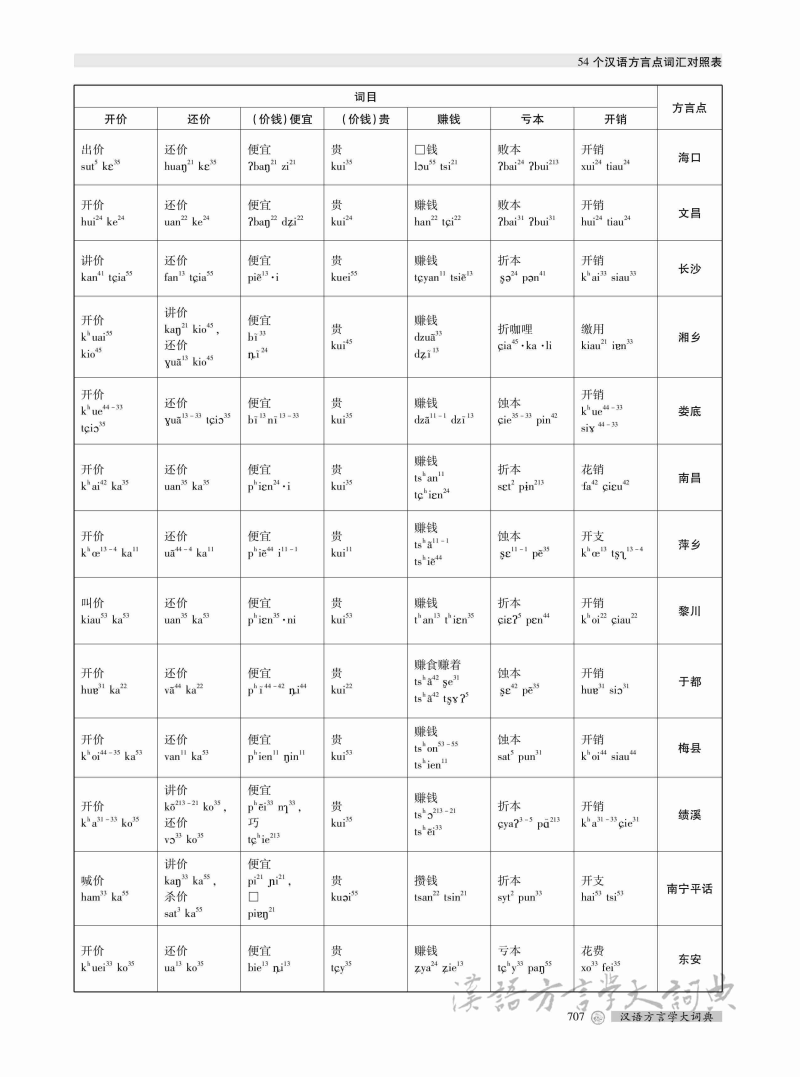 54 个汉语方言点词汇对照表
词目 方言点
开价 还价 (价钱)便宜 (价钱)贵 赚钱 亏本 开销
出价 还价 便宜 贵 □钱 败本 开销 海口
sut⁵ kɛ³⁵ huaŋ²¹ kɛ³⁵ ʔbaŋ²¹ zi²¹ kui³⁵ lɔu⁵⁵ tsi²¹ ʔbai²⁴ ʔbui²¹³ xui²⁴ tiau²⁴
开价 还价 便宜 贵 赚钱 败本 开销 文昌
hui²⁴ ke²⁴ uan²² ke²⁴ ʔbaŋ²² dʑi²² kui²⁴ han²² tɕi²² ʔbai³¹ ʔbui³¹ hui²⁴ tiau²⁴
讲价 还价 便宜 贵 赚钱 折本 开销 长沙
kan⁴¹ tɕia⁵⁵ fan¹³ tɕia⁵⁵ piẽ¹³·i kuei⁵⁵ tɕyan¹¹ tsiẽ¹³ ʂə²⁴ pən⁴¹ kʰai³³ siau³³
开价 讲价 便宜 贵 赚钱 折咖哩 缴用 湘乡
kʰuai⁵⁵ kaŋ²¹ kio⁴⁵, bĩ³³ kui⁴⁵ dzuã³³ ɕia⁴⁵·ka·li kiau²¹ iɐn³³
kio⁴⁵ 还价 ȵĩ²⁴ dʑĩ¹³
ɣuã¹³ kio⁴⁵
开价 还价 便宜 贵 赚钱 蚀本 开销 娄底
kʰue⁴⁴⁻³³ ɣuã¹³⁻³³ tɕiɔ³⁵ bĩ¹³nĩ¹³⁻³³ kui³⁵ dzã¹¹⁻¹ dzĩ¹³ ɕie³⁵⁻³³ pin⁴² kʰue⁴⁴⁻³³
tɕiɔ³⁵ siɤ⁴⁴⁻³³
开价 还价 便宜 贵 赚钱 折本 花销 南昌
kʰai⁴² ka³⁵ uan³⁵ ka³⁵ pʰiɛn²⁴·i kui³⁵ tsʰan¹¹ sɛt² pɨn²¹³ fa⁴² ɕiɛu⁴²
tɕʰiɛn²⁴
开价 还价 便宜 贵 赚钱 蚀本 开支 萍乡
kʰœ¹³⁻⁴ ka¹¹ uã⁴⁴⁻⁴ ka¹¹ pʰiẽ⁴⁴ i¹¹⁻¹ kui¹¹ tsʰã¹¹⁻¹ ʂɛ¹¹⁻¹ pẽ³⁵ kʰœ¹³ tʂʅ¹³⁻⁴
tsʰiẽ⁴⁴
叫价 还价 便宜 贵 赚钱 折本 开销 黎川
kiau⁵³ ka⁵³ uan³⁵ ka⁵³ pʰiɛn³⁵·ni kui⁵³ tʰan¹³ tʰiɛn³⁵ ɕiɛʔ⁵ pɛn⁴⁴ kʰoi²² ɕiau²²
开价 还价 便宜 贵 赚食赚着 蚀本 开销 于都
huɐ³¹ ka²² vã⁴⁴ ka²² pʰĩ⁴⁴⁻⁴² ȵi⁴⁴ kui²² tsʰã⁴² ʂe³¹ ʂɛ⁴² pẽ³⁵ huɐ³¹ siɔ³¹
tsʰã⁴² tʂɤʔ⁵
开价 还价 便宜 贵 赚钱 蚀本 开销 梅县
kʰoi⁴⁴⁻³⁵ ka⁵³ van¹¹ ka⁵³ pʰien¹¹ ŋin¹¹ kui⁵³ tsʰon⁵³⁻⁵⁵ sat⁵ pun³¹ kʰoi⁴⁴ siau⁴⁴
tsʰien¹¹
开价 讲价 便宜 贵 赚钱 折本 开销 绩溪
kʰa³¹⁻³³ ko³⁵ kõ²¹³⁻²¹ ko³⁵, pʰẽi³³ n̩³³, kui³⁵ tsʰɔ²¹³⁻²¹ ɕyaʔ³⁻⁵ pɑ̃²¹³ kʰa³¹⁻³³ɕie³¹
还价 巧 tsʰẽi³³
vɔ³³ ko³⁵ tɕʰie²¹³
喊价 讲价 便宜 贵 攒钱 折本 开支 南宁平话
ham³³ ka⁵⁵ kaŋ³³ ka⁵⁵, pi²¹ ɲi²¹, kuəi⁵⁵ tsan²² tsin²¹ syt² pun³³ hai⁵³ tsi⁵³
杀价 □
sat³ ka⁵⁵ piɐŋ²¹
开价 还价 便宜 贵 赚钱 亏本 花费 东安
kʰuei³³ ko³⁵ ua¹³ ko³⁵ bie¹³ ȵi¹³ tɕy³⁵ ʑya²⁴ ʑie¹³ tɕʰy³³ paŋ⁵⁵ xo³³ fei³⁵
漢語方言學大詞典
707 汉语方言学大词典